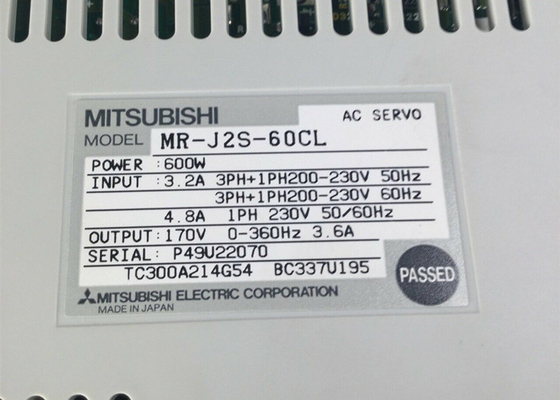 MITSUBISHI AC SERVO
MODEL MR-J2S-60CL
POWER :600W
INPUT :3.2A 3PH+1PH200-230V 50Hz
3PH+1PH200-230V 60Hz
4.8A 1PH 230V 50/60Hz
OUTPUT:170V 0-360Hz 3.6A
SERIAL: P49U22070
TC300A214G54 BC337U195
PASSED
MITSUBISHI ELECTRIC CORPORATION
MADE IN JAPAN